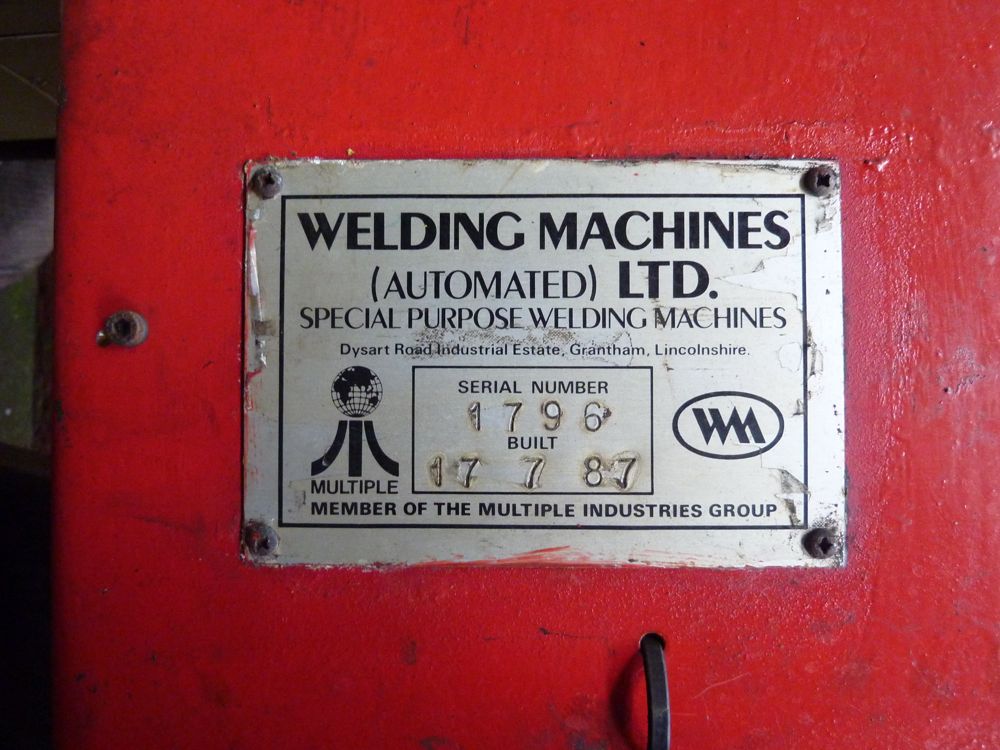 WELDING MACHINES
(AUTOMATED) LTD.
SPECIAL PURPOSE WELDING MACHINES
Dysart Road Industrial Estate, Grantham, Lincolnshire.
SERIAL NUMBER
1796
BUILT
17 7 87
WM
MULTIPLE
MEMBER OF THE MULTIPLE INDUSTRIES GROUP